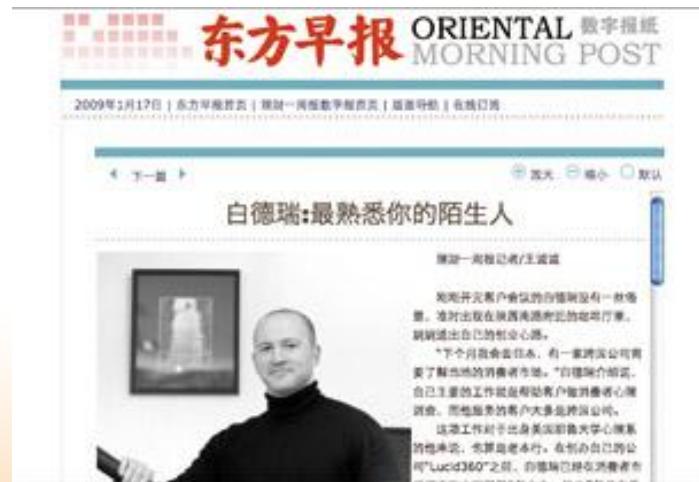 东方早报 ORIENTAL 数字报纸
MORNING POST
2009年1月17日 | 东方早报首页 | 理财一周报数字报首页 | 版面导航 | 在线订阅
下一篇 放大 缩小 默认
白德瑞:最熟悉你的陌生人
理财一周报记者/王
刚刚开完客户会议的白德瑞没有一丝倦
意，准时出现在陕西南路附近的咖啡厅里，
娓娓道出自己的创业心路。
“下个月我会去日本，有一家跨国公司需
要了解当地的消费者市场。”白德瑞介绍说，
自己主要的工作就是帮助客户做消费者心理
调查，而他服务的客户大多是跨国公司。
这项工作对于出身美国耶鲁大学心理系
的他来说，也算是老本行。在创办自己的公
司“Lucid360”之前，白德瑞已经在消费者市